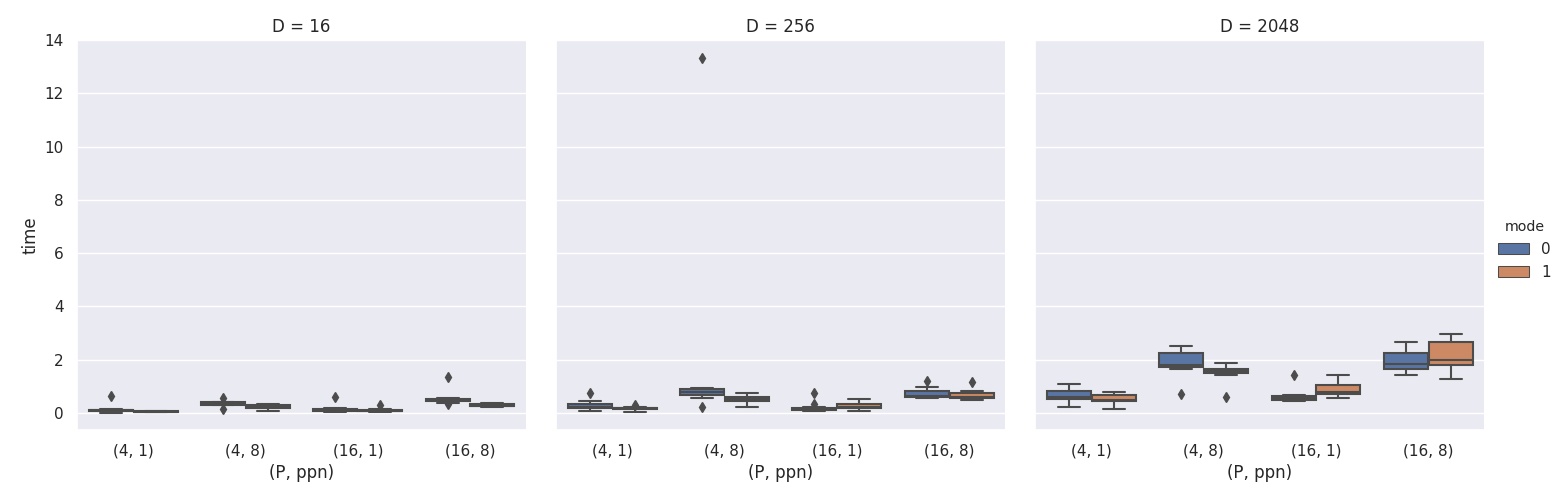 D = 16
D = 256
D = 2048
14
12
10
8
6
4
2
0
time
(4, 1)
(4, 8)
(16, 1)
(16, 8)
(P, ppn)
(4, 1)
(4, 8)
(16, 1)
(16, 8)
(P, ppn)
(4, 1)
(4, 8)
(16, 1)
(16, 8)
(P, ppn)
mode
0
1